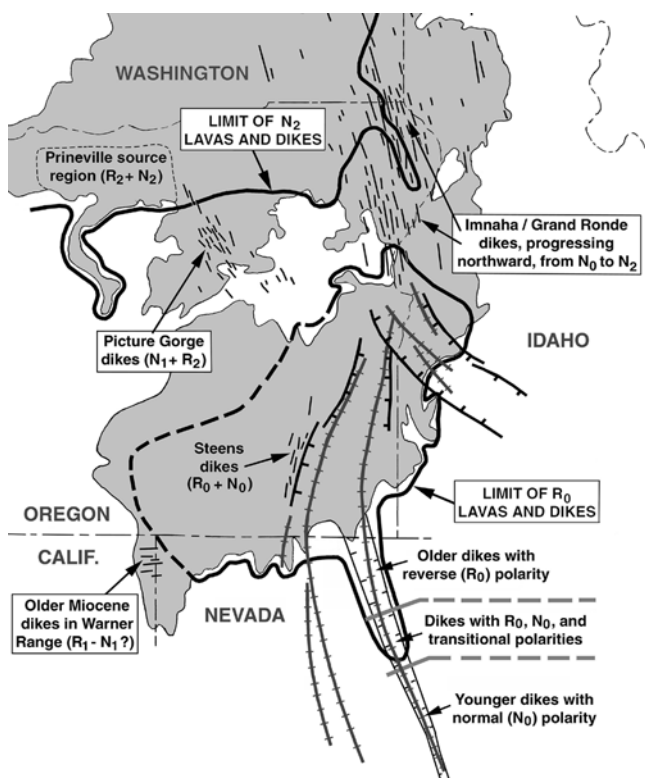 WASHINGTON
LIMIT OF N2
LAVAS AND DIKES
Prineville source
region (R2 + N2)
Imnaha / Grand Ronde
dikes, progressing
northward, from N0 to N2
Picture Gorge
dikes (N1 + R2)
IDAHO
Steens
dikes
(R0 + N0)
LIMIT OF R0
LAVAS AND DIKES
OREGON
CALIF.
Older dikes with
reverse (R0) polarity
Older Miocene
dikes in Warner
Range (R1 - N1 ?)
NEVADA
Dikes with R0, N0, and
transitional polarities
Younger dikes with
normal (N0) polarity